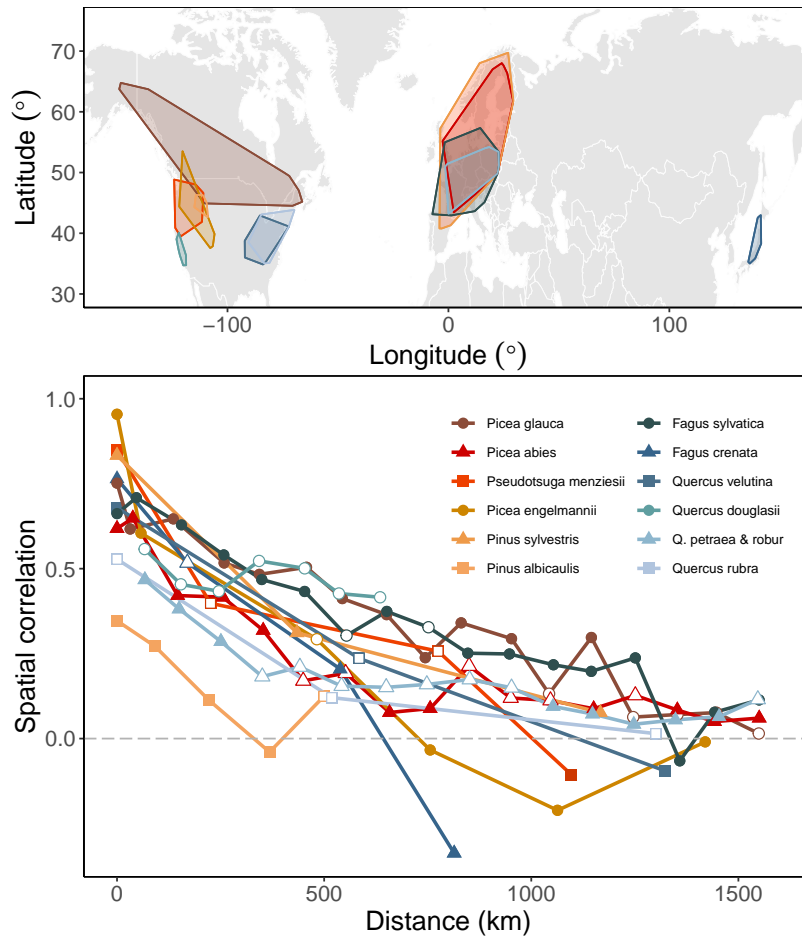 70
60
50
40
30
Latitude (°)
−100
0
100
Longitude (°)
1.0
0.5
0.0
Spatial correlation
Picea glauca
Picea abies
Pseudotsuga menziesii
Picea engelmannii
Pinus sylvestris
Pinus albicaulis
Fagus sylvatica
Fagus crenata
Quercus velutina
Quercus douglasii
Q. petraea & robur
Quercus rubra
0
500
1000
1500
Distance (km)